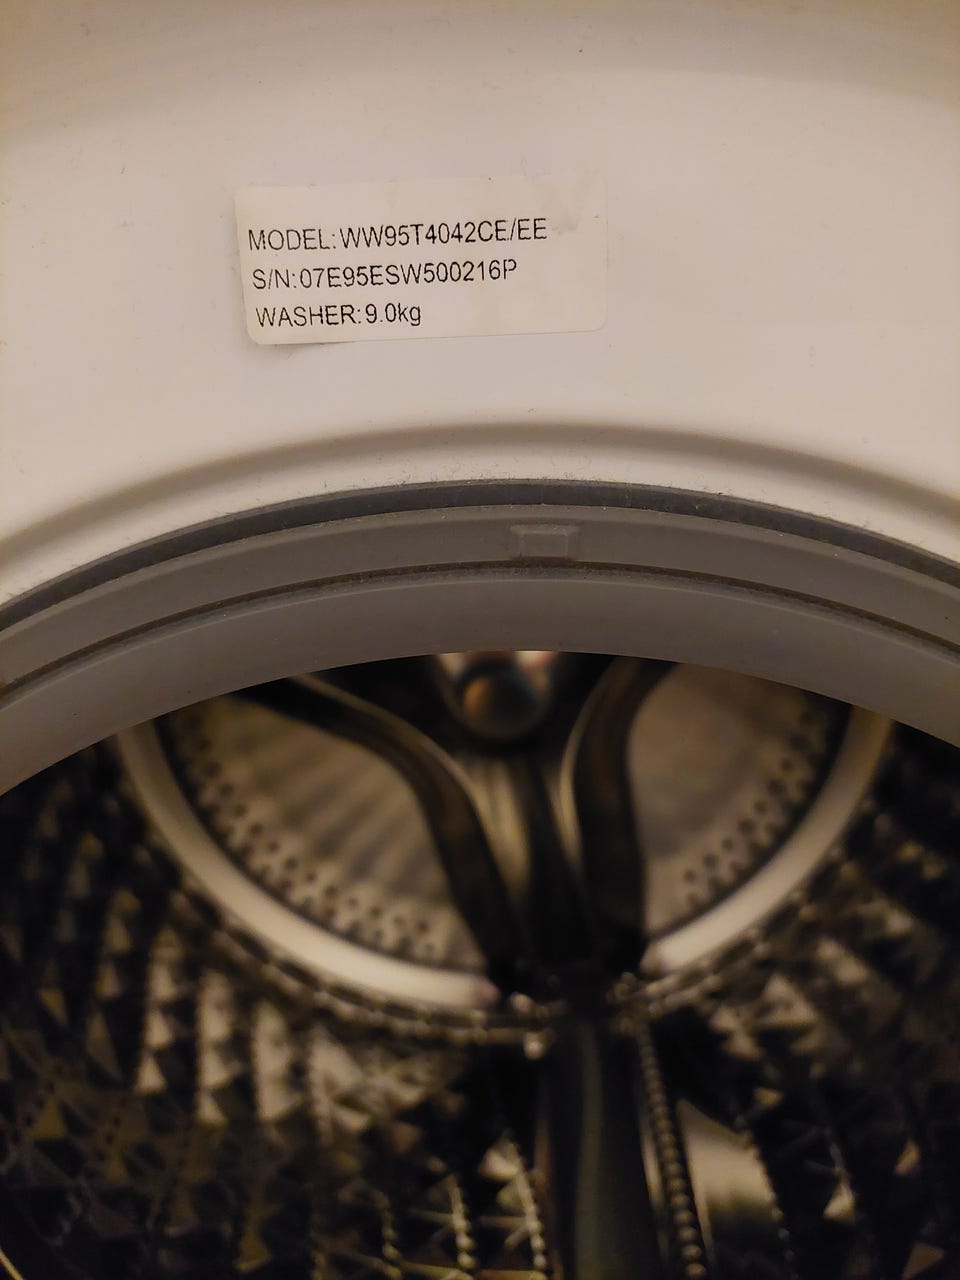 MODEL:WW95T4042CE/EE
S/N:07E95ESW500216P
WASHER:9.0kg